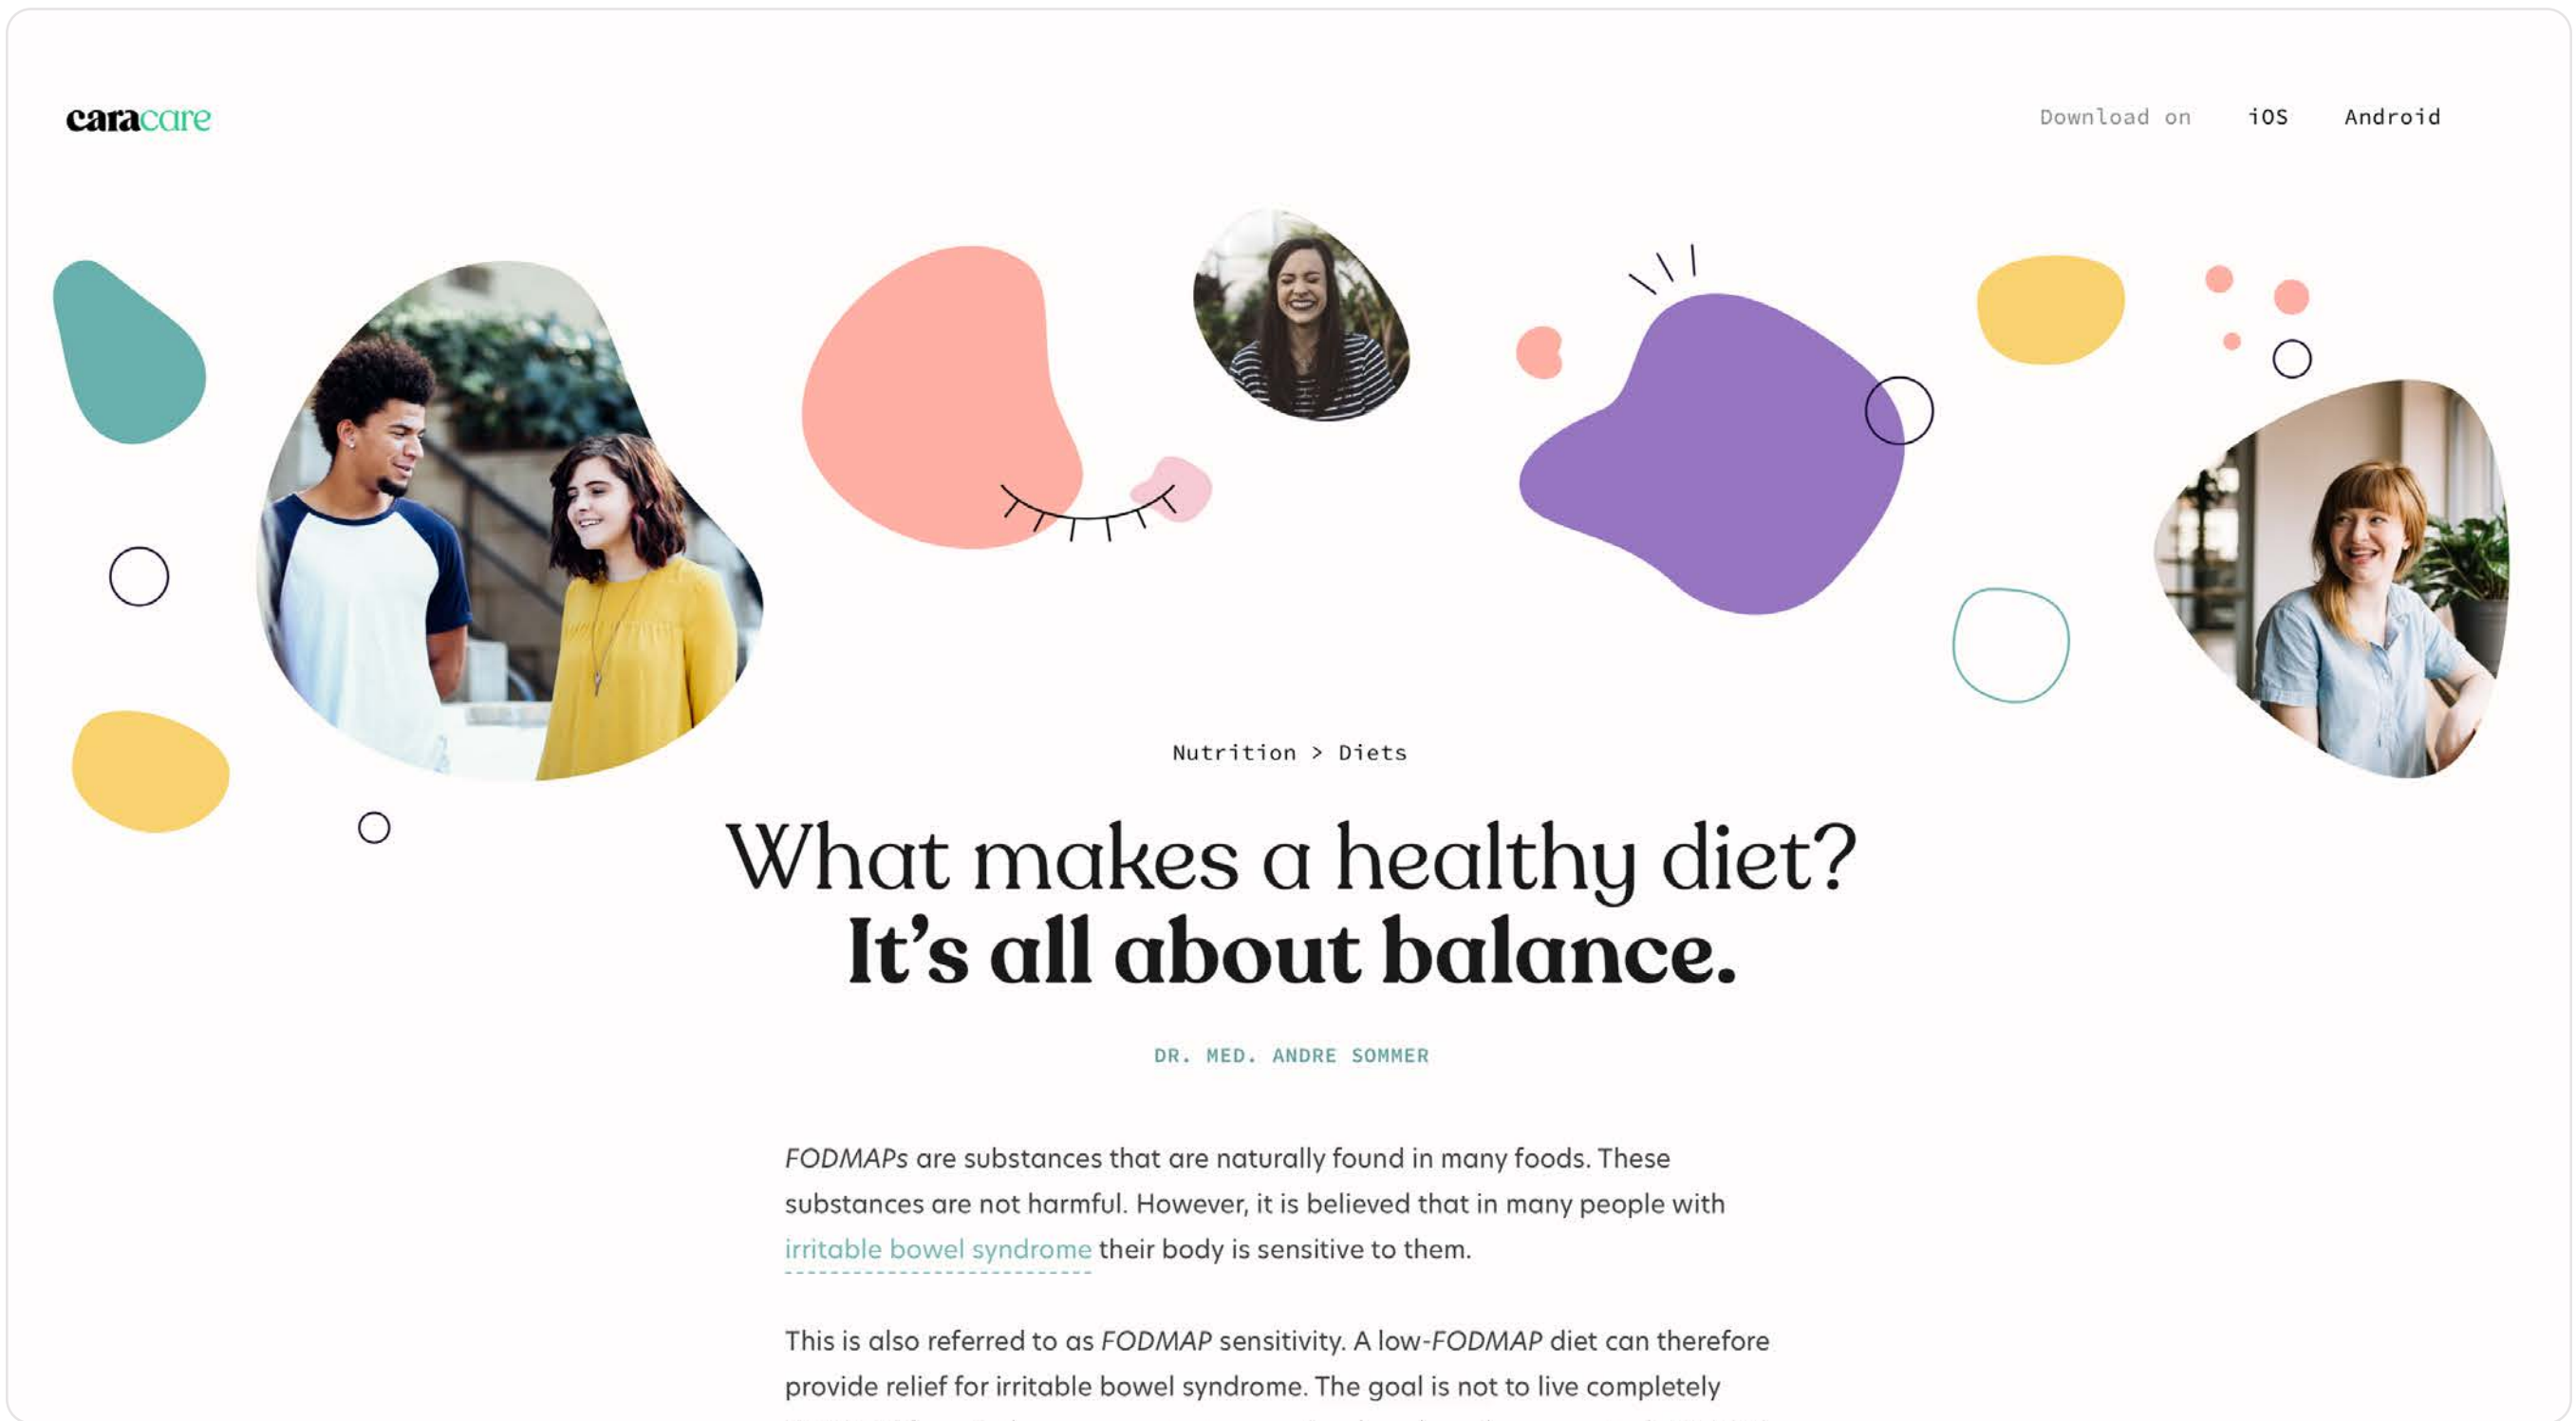 caracare
Download on iOS Android
Nutrition > Diets
What makes a healthy diet?
It’s all about balance.
DR. MED. ANDRE SOMMER
FODMAPs are substances that are naturally found in many foods. These
substances are not harmful. However, it is believed that in many people with
irritable bowel syndrome their body is sensitive to them.
This is also referred to as FODMAP sensitivity. A low-FODMAP diet can therefore
provide relief for irritable bowel syndrome. The goal is not to live completely